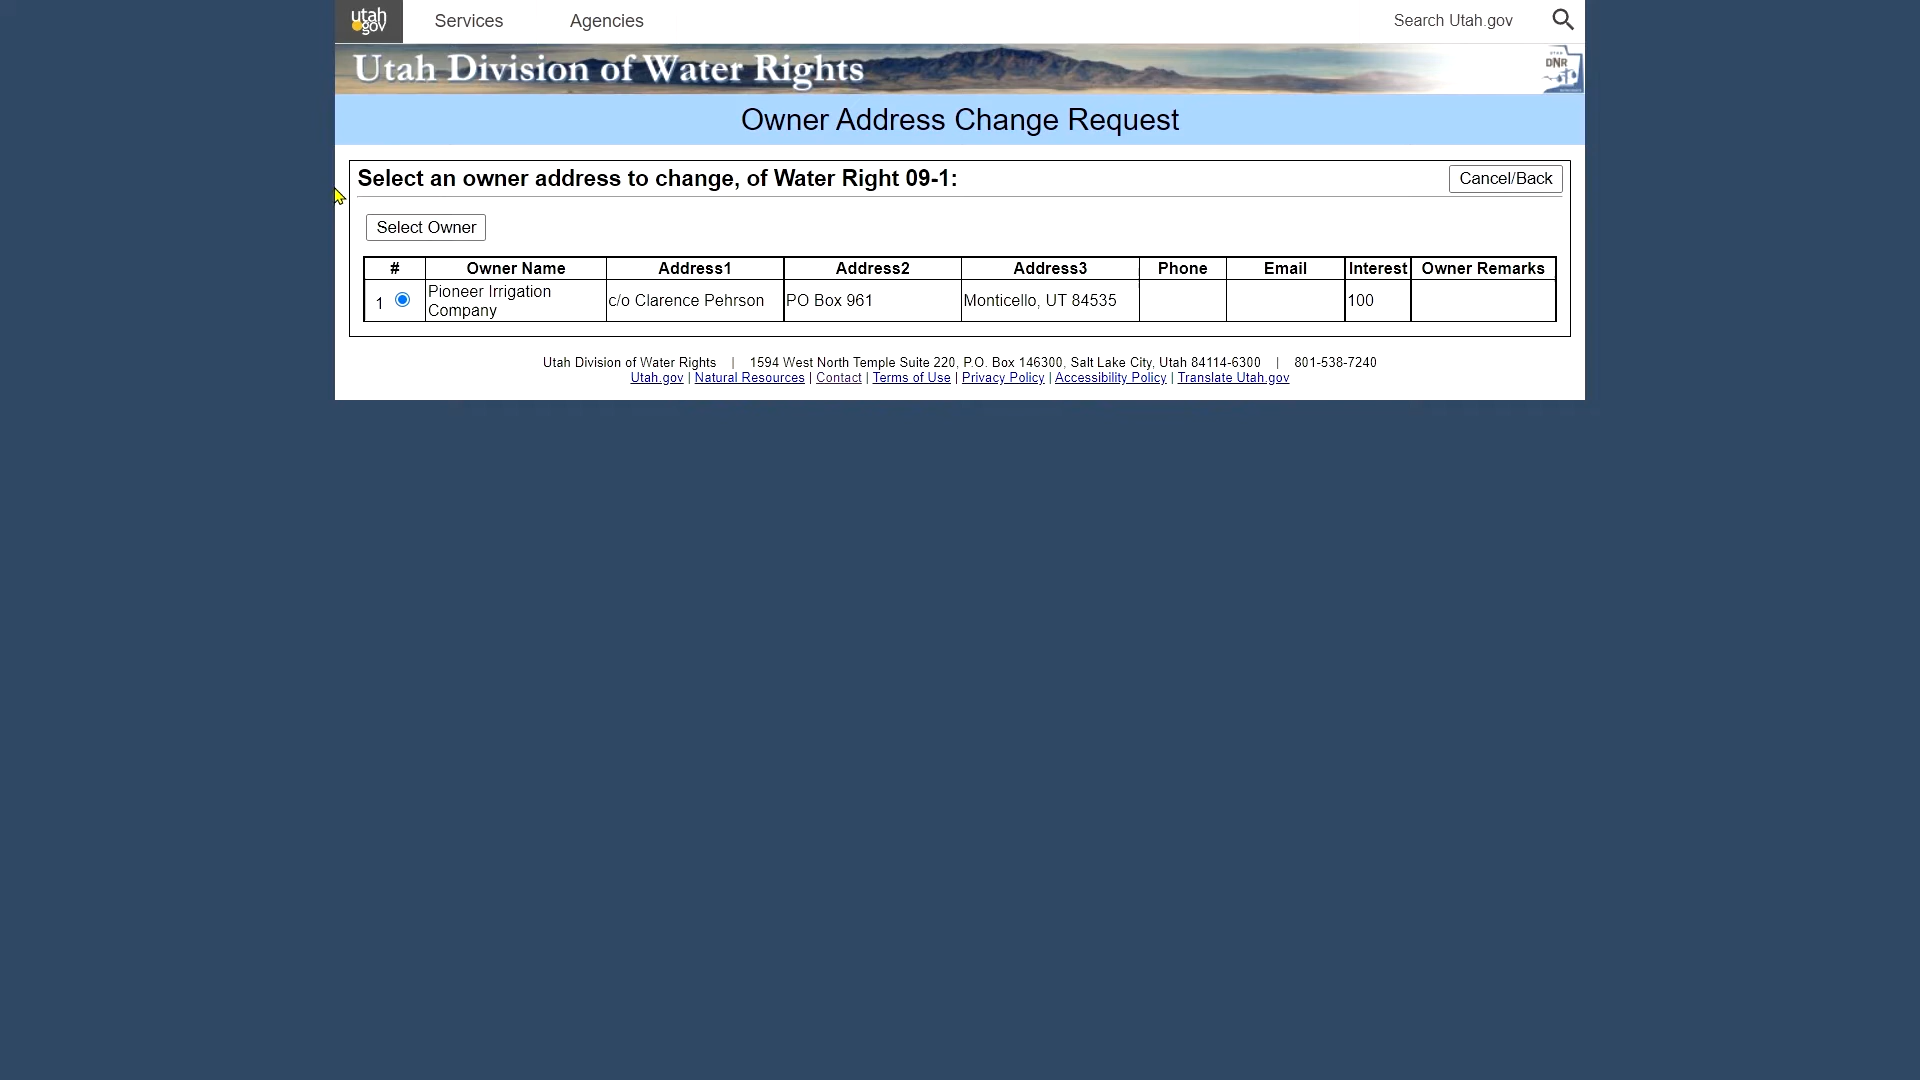 utah
gov
Services
Agencies
Search Utah.gov
Utah Division of Water Rights
UTAH
DNR
Owner Address Change Request
Select an owner address to change, of Water Right 09-1:
Cancel/Back
Select Owner
# Owner Name Address1 Address2 Address3 Phone Email Interest Owner Remarks
1 Pioneer Irrigation Company c/o Clarence Pehrson PO Box 961 Monticello, UT 84535 100
Utah Division of Water Rights | 1594 West North Temple Suite 220, P.O. Box 146300, Salt Lake City, Utah 84114-6300 | 801-538-7240
Utah.gov | Natural Resources | Contact | Terms of Use | Privacy Policy | Accessibility Policy | Translate Utah.gov